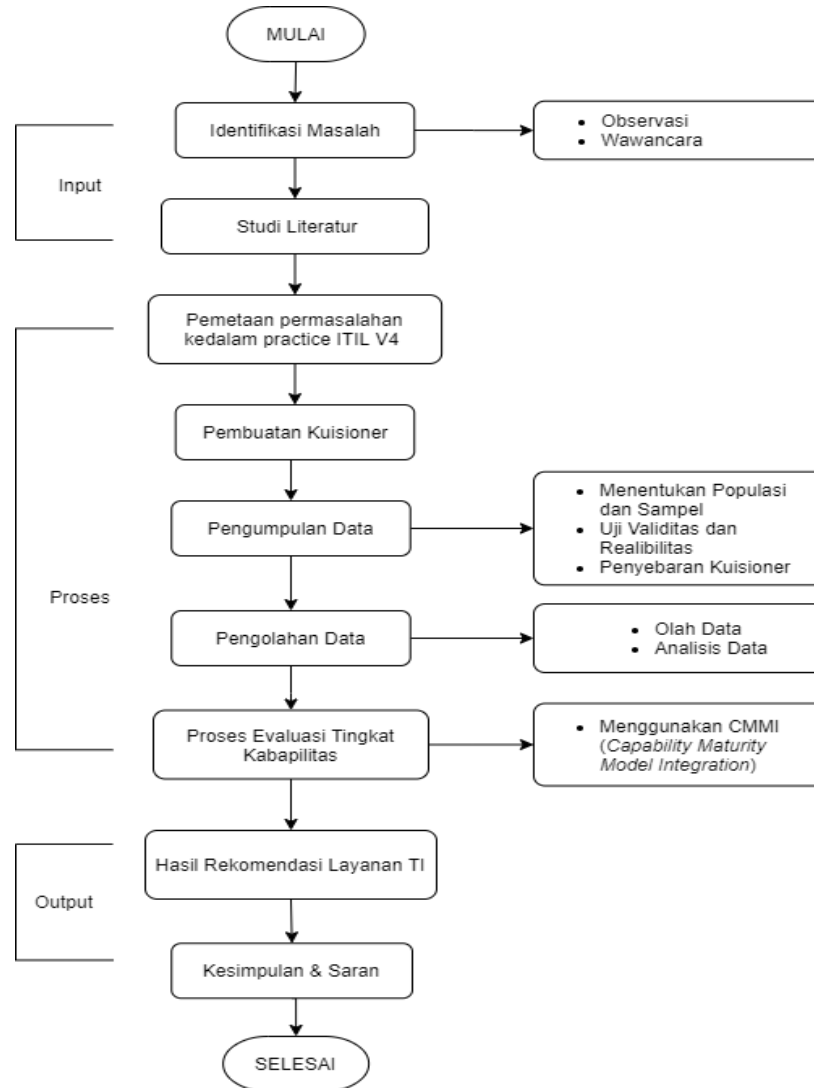 MULAI
Identifikasi Masalah
• Observasi
• Wawancara
Input
Studi Literatur
Pemetaan permasalahan
kedalam practice ITIL V4
Pembuatan Kuisioner
Pengumpulan Data
• Menentukan Populasi
dan Sampel
• Uji Validitas dan
Realibilitas
• Penyebaran Kuisioner
Proses
Pengolahan Data
• Olah Data
• Analisis Data
Proses Evaluasi Tingkat
Kabapilitas
• Menggunakan CMMI
(Capability Maturity
Model Integration)
Hasil Rekomendasi Layanan TI
Output
Kesimpulan & Saran
SELESAI